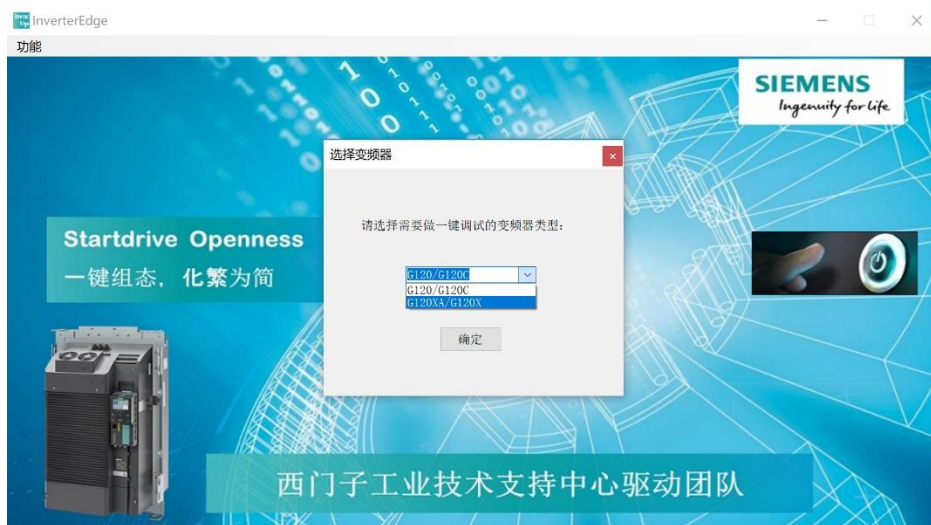 InverterEdge
功能
SIEMENS
Ingenuity for life
选择变频器
请选择需要做一键调试的变频器类型：
G120/G120C
G120/G120C
G120XA/G120X
确定
Startdrive Openness
一键组态，化繁为简
西门子工业技术支持中心驱动团队